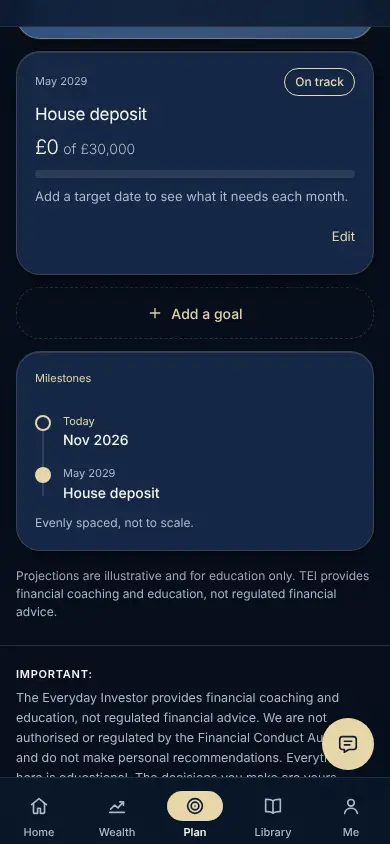 May 2029
On track
House deposit
£0 of £30,000
Add a target date to see what it needs each month.
Edit
+ Add a goal
Milestones
Today
Nov 2026
May 2029
House deposit
Evenly spaced, not to scale.
Projections are illustrative and for education only. TEI provides
financial coaching and education, not regulated financial
advice.
IMPORTANT:
The Everyday Investor provides financial coaching and
education, not regulated financial advice. We are not
authorised or regulated by the Financial Conduct
and do not make personal recommendations.
here is educational. The decisions you make are yours
Home
Wealth
Plan
Library
Me